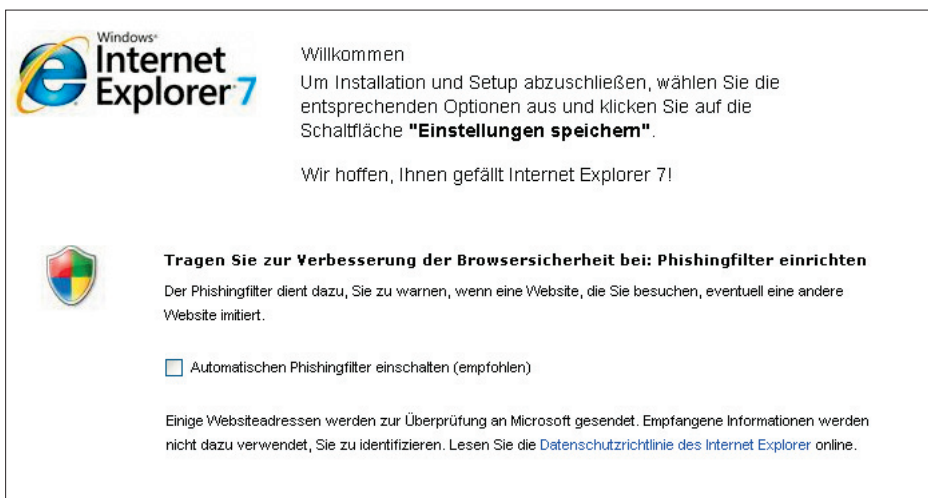 Windows®
Internet
Explorer 7
Willkommen
Um Installation und Setup abzuschließen, wählen Sie die
entsprechenden Optionen aus und klicken Sie auf die
Schaltfläche "Einstellungen speichern".
Wir hoffen, Ihnen gefällt Internet Explorer 7!
Tragen Sie zur Verbesserung der Browsersicherheit bei: Phishingfilter einrichten
Der Phishingfilter dient dazu, Sie zu warnen, wenn eine Website, die Sie besuchen, eventuell eine andere
Website imitiert.
Automatischen Phishingfilter einschalten (empfohlen)
Einige Websiteadressen werden zur Überprüfung an Microsoft gesendet. Empfangene Informationen werden
nicht dazu verwendet, Sie zu identifizieren. Lesen Sie die Datenschutzrichtlinie des Internet Explorer online.